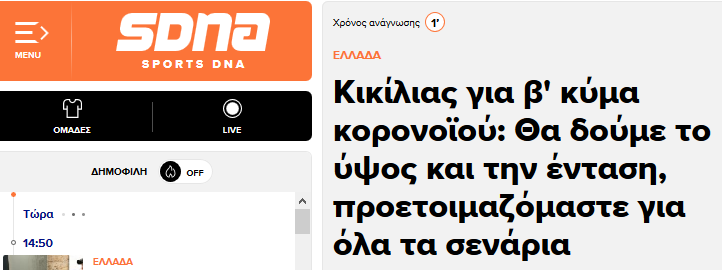 SDNA
SPORTS DNA
MENU
ΟΜΑΔΕΣ
LIVE
ΔΗΜΟΦΙΛΗ
OFF
Τώρα
14:50
ΕΛΛΑΔΑ
Χρόνος ανάγνωσης 1'
ΕΛΛΑΔΑ
Κικίλιας για β' κύμα
κορονοϊού: Θα δούμε το
ύψος και την ένταση,
προετοιμαζόμαστε για
όλα τα σενάρια